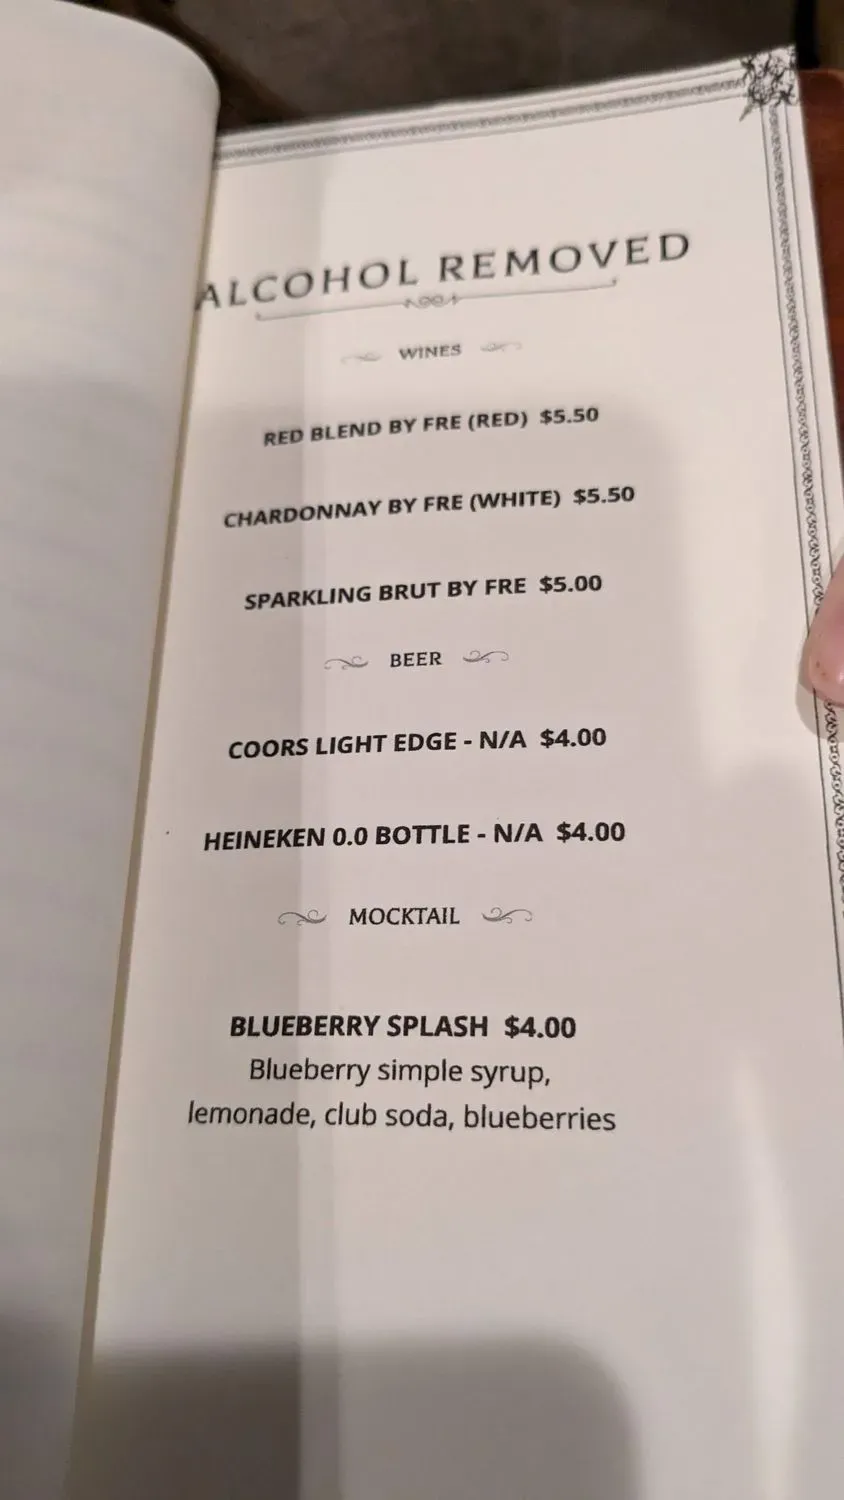 ALCOHOL REMOVED
WINES
RED BLEND BY FRE (RED) $5.50
CHARDONNAY BY FRE (WHITE) $5.50
SPARKLING BRUT BY FRE $5.00
BEER
COORS LIGHT EDGE - N/A $4.00
HEINEKEN 0.0 BOTTLE - N/A $4.00
MOCKTAIL
BLUEBERRY SPLASH $4.00
Blueberry simple syrup,
lemonade, club soda, blueberries